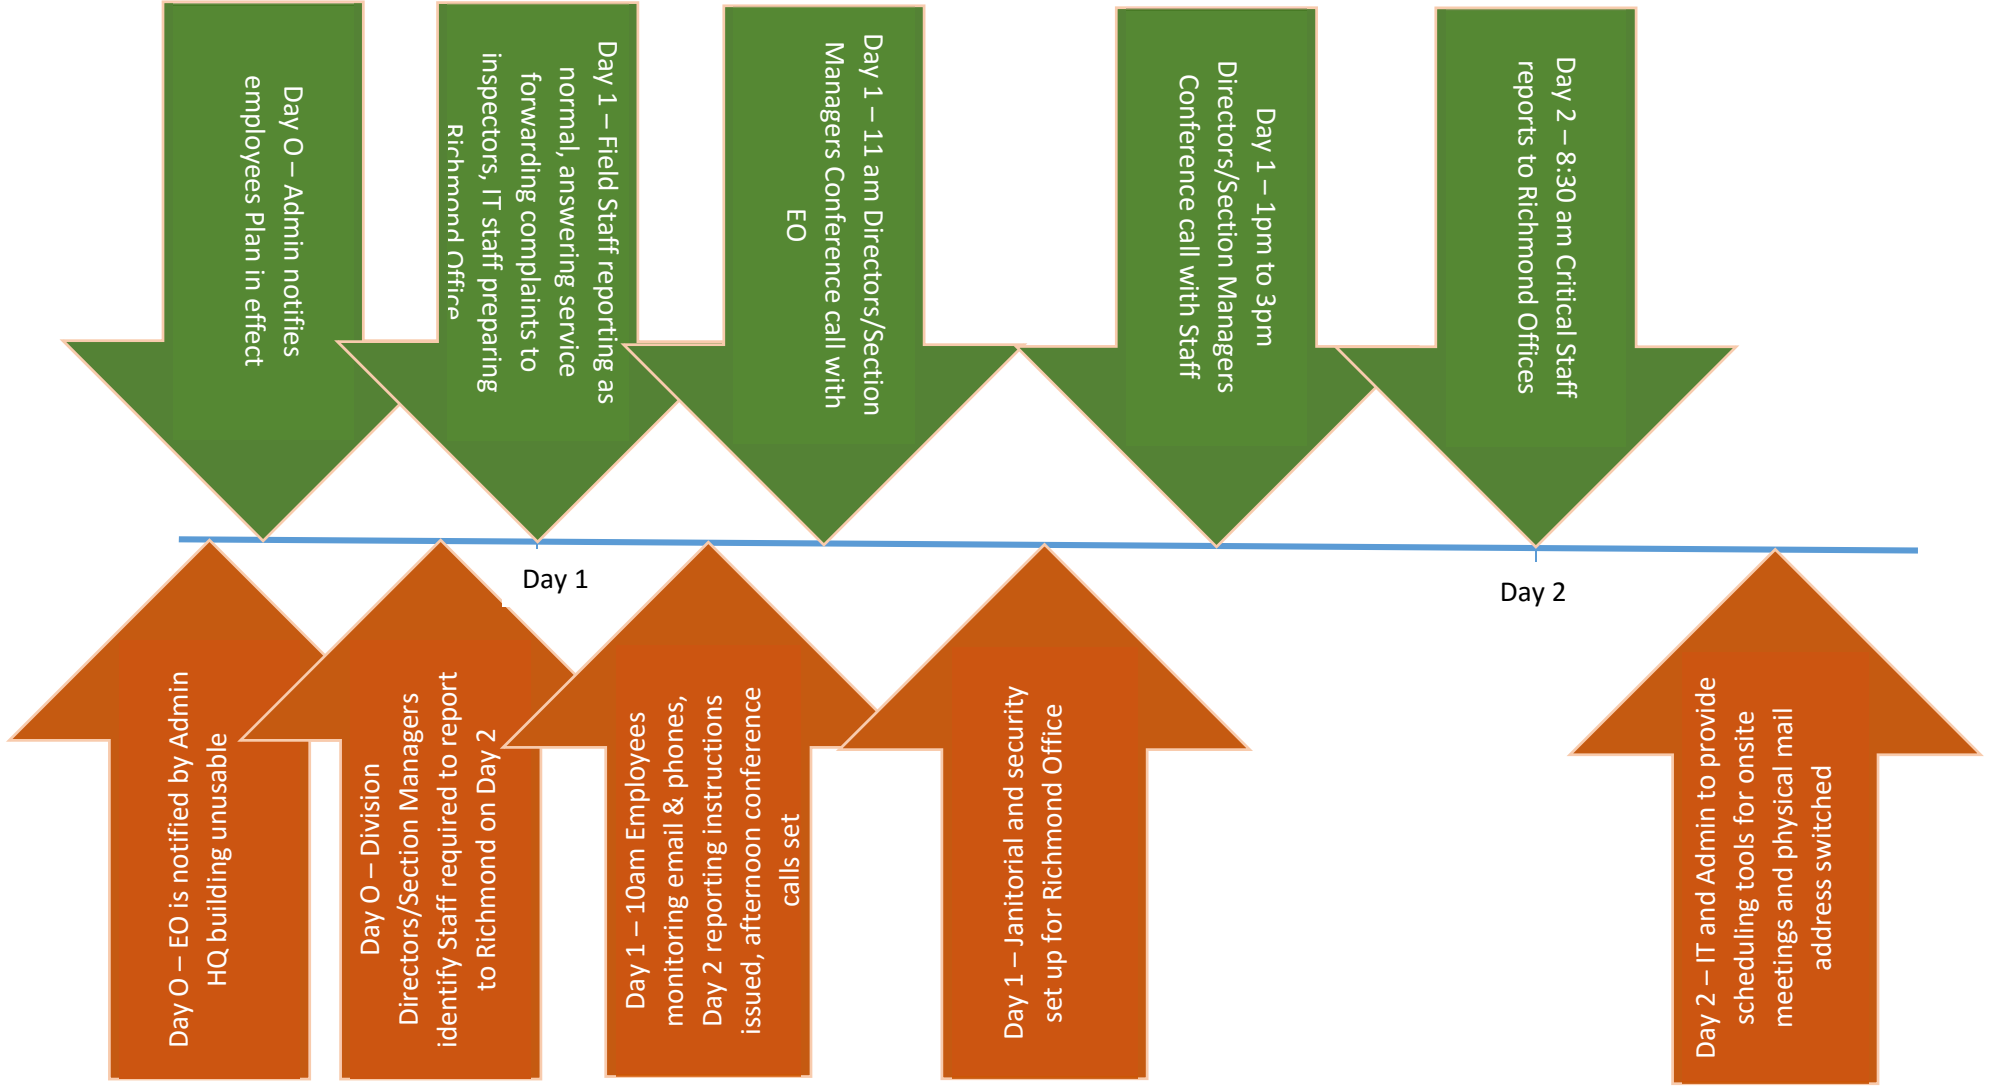 Day O – Admin notifies
employees Plan in effect
Day 1 – Field Staff reporting as
normal, answering service
forwarding complaints to
inspectors, IT staff preparing
Richmond Office
Day 1 – 11 am Directors/Section
Managers Conference call with
EO
Day 1 – 1pm to 3pm
Directors/Section Managers
Conference call with Staff
Day 2 – 8:30 am Critical Staff
reports to Richmond Offices
Day 1
Day 2
Day O – EO is notified by Admin
HQ building unusable
Day O – Division
Directors/Section Managers
identify Staff required to report
to Richmond on Day 2
Day 1 – 10am Employees
monitoring email & phones,
Day 2 reporting instructions
issued, afternoon conference
calls set
Day 1 – Janitorial and security
set up for Richmond Office
Day 2 – IT and Admin to provide
scheduling tools for onsite
meetings and physical mail
address switched